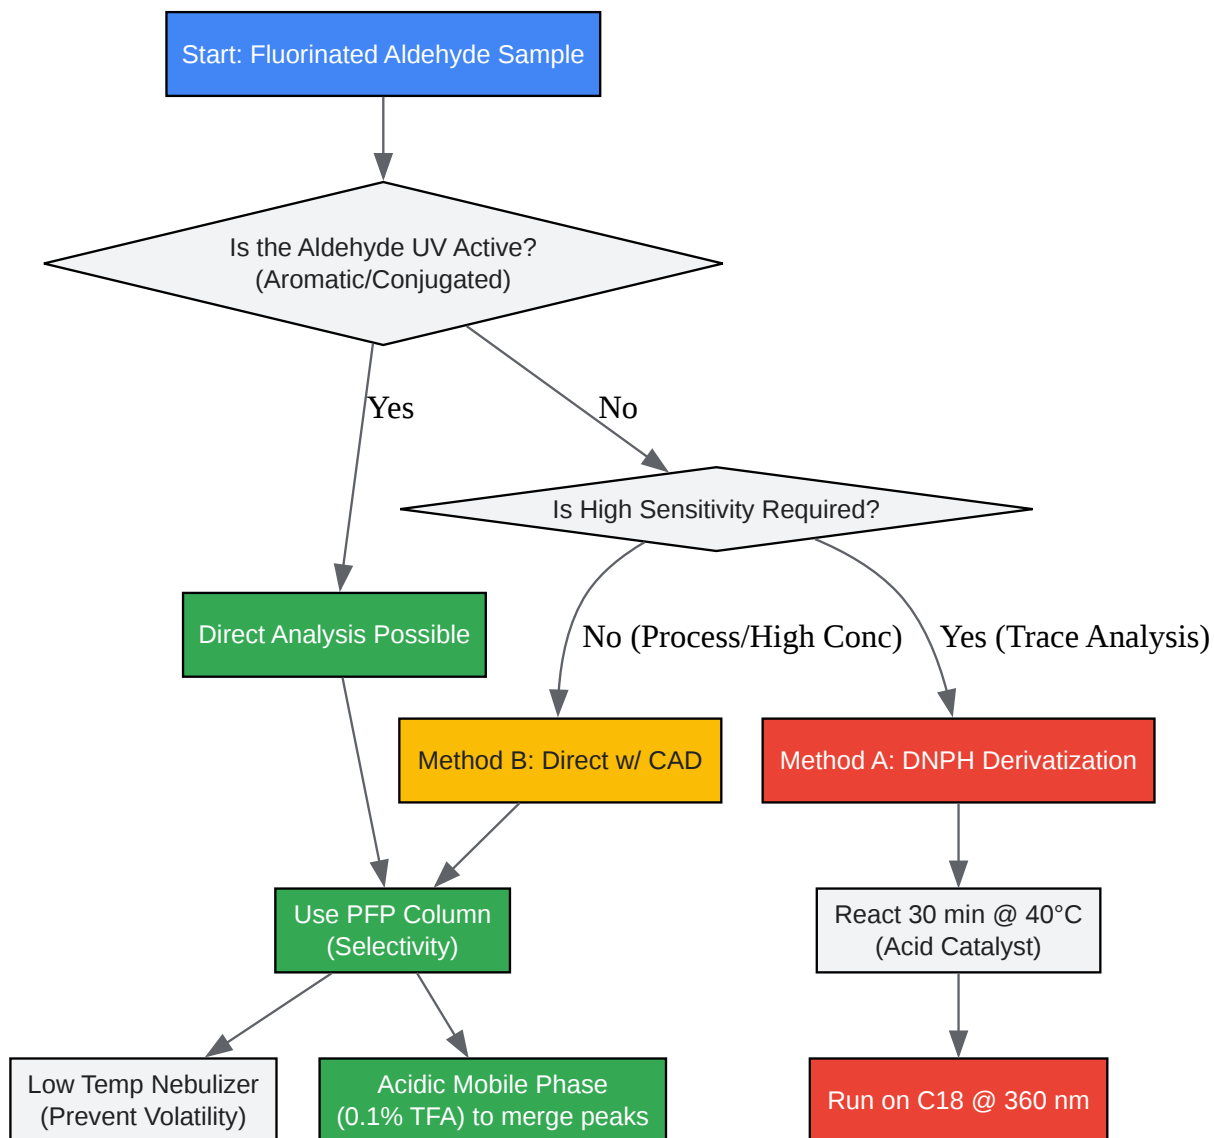 Start: Fluorinated Aldehyde Sample
Is the Aldehyde UV Active?
(Aromatic/Conjugated)
Yes
No
Is High Sensitivity Required?
Direct Analysis Possible
No (Process/High Conc)
Yes (Trace Analysis)
Method B: Direct w/ CAD
Method A: DNPH Derivatization
Use PFP Column
(Selectivity)
React 30 min @ 40°C
(Acid Catalyst)
Low Temp Nebulizer
(Prevent Volatility)
Acidic Mobile Phase
(0.1% TFA) to merge peaks
Run on C18 @ 360 nm